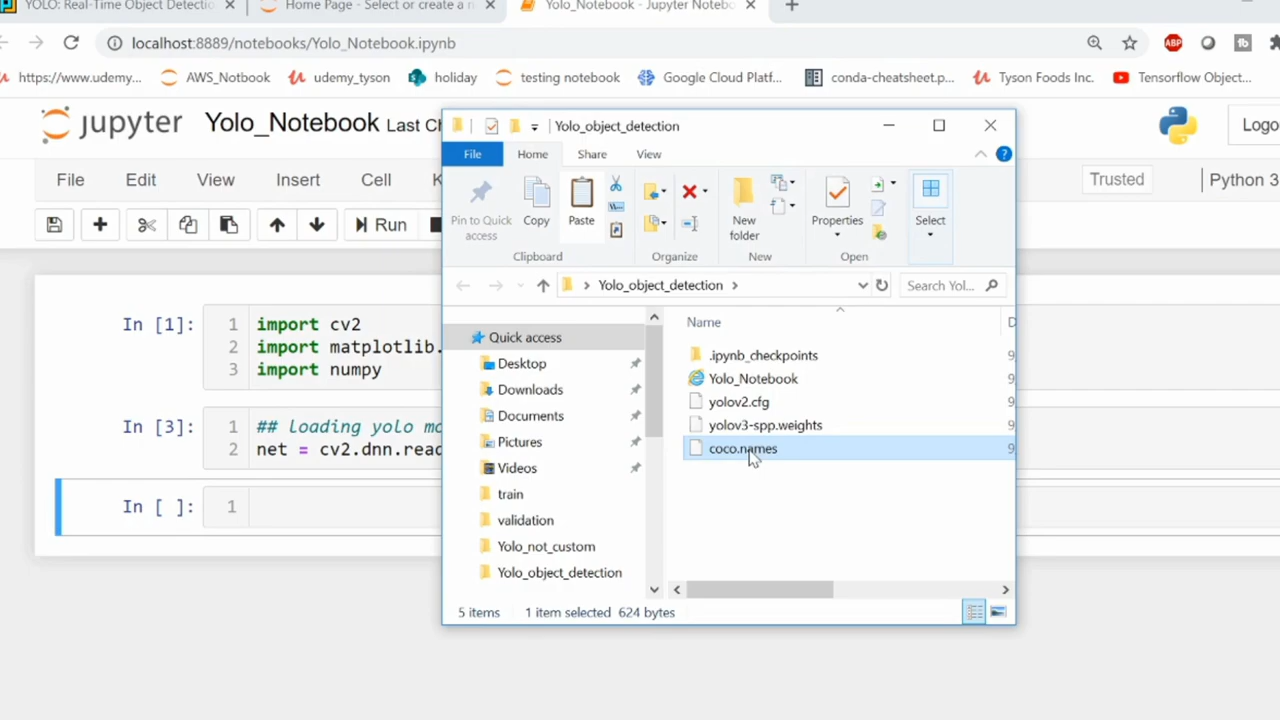 YOLO: Real-Time Object Detectio
Home Page - Select or create a n
Yolo_Notebook - Jupyter Notebo
localhost:8889/notebooks/Yolo_Notebook.ipynb
ABP
https://www.udemy...
AWS_Notbook
udemy_tyson
holiday
testing notebook
Google Cloud Platf...
conda-cheatsheet.p...
Tyson Foods Inc.
Tensorflow Object...
jupyter
Yolo_Notebook
Last Ch
Logo
File
Edit
View
Insert
Cell
K
Trusted
Python 3
Run
In [1]:
1 import cv2
2 import matplotlib.
3 import numpy
In [3]:
1 ## loading yolo mo
2 net = cv2.dnn.read
In [ ]:
1
Yolo_object_detection
File
Home
Share
View
Pin to Quick
access
Copy
Paste
Clipboard
Organize
New
folder
New
Properties
Open
Select
Yolo_object_detection
Search Yol...
Quick access
Desktop
Downloads
Documents
Pictures
Videos
train
validation
Yolo_not_custom
Yolo_object_detection
Name
D
.ipynb_checkpoints
9
Yolo_Notebook
9
yolov2.cfg
9
yolov3-spp.weights
9
coco.names
9
5 items
1 item selected
624 bytes